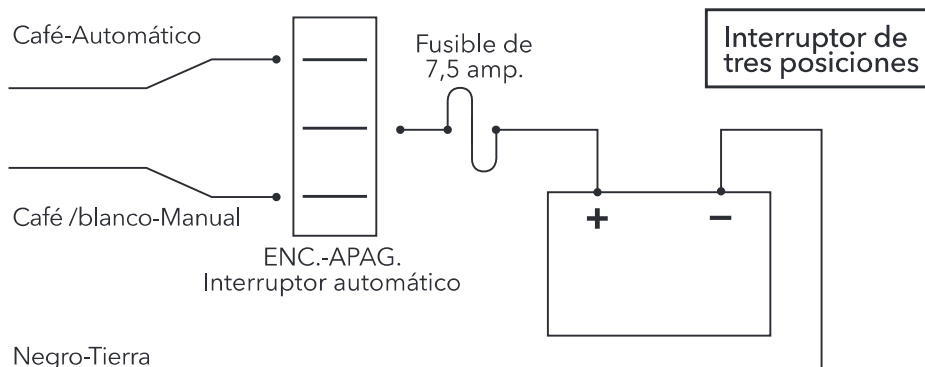 Café-Automático
Fusible de
7,5 amp.
Interruptor de
tres posiciones
Café /blanco-Manual
+ −
ENC.-APAG.
Interruptor automático
Negro-Tierra